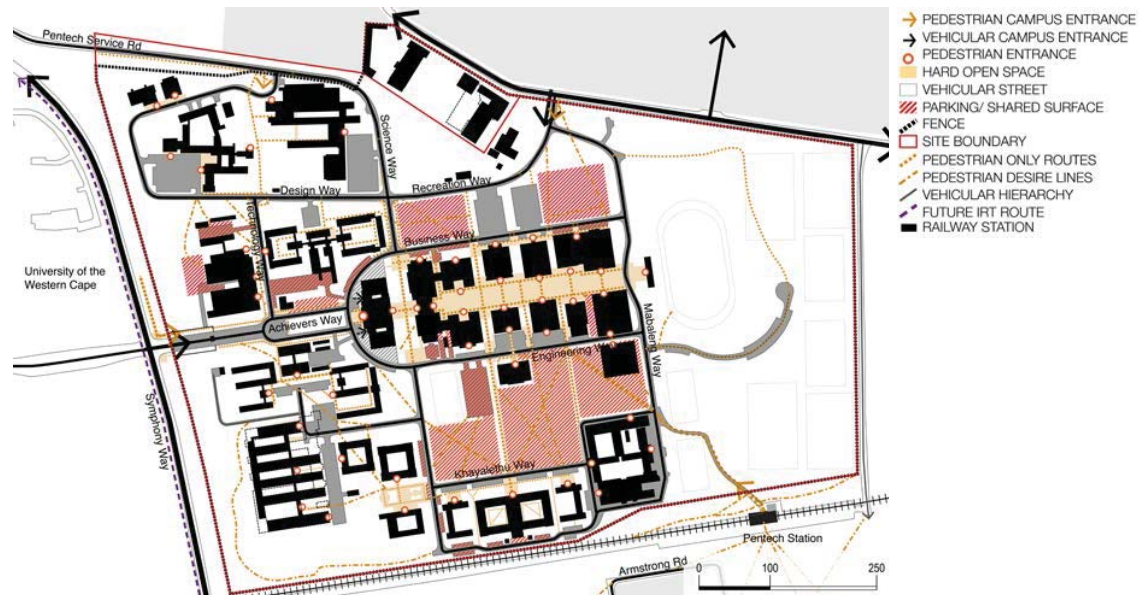 Pentech Service Rd
Science Way
Design Way
Recreation Way
Technology Way
Business Way
University of the
Western Cape
Achievers Way
Engineering Way
Mabaleng Way
Symphony Way
Khayalethu Way
Pentech Station
Armstrong Rd
0 100 250
PEDESTRIAN CAMPUS ENTRANCE
VEHICULAR CAMPUS ENTRANCE
PEDESTRIAN ENTRANCE
HARD OPEN SPACE
VEHICULAR STREET
PARKING/ SHARED SURFACE
FENCE
SITE BOUNDARY
PEDESTRIAN ONLY ROUTES
PEDESTRIAN DESIRE LINES
VEHICULAR HIERARCHY
FUTURE IRT ROUTE
RAILWAY STATION